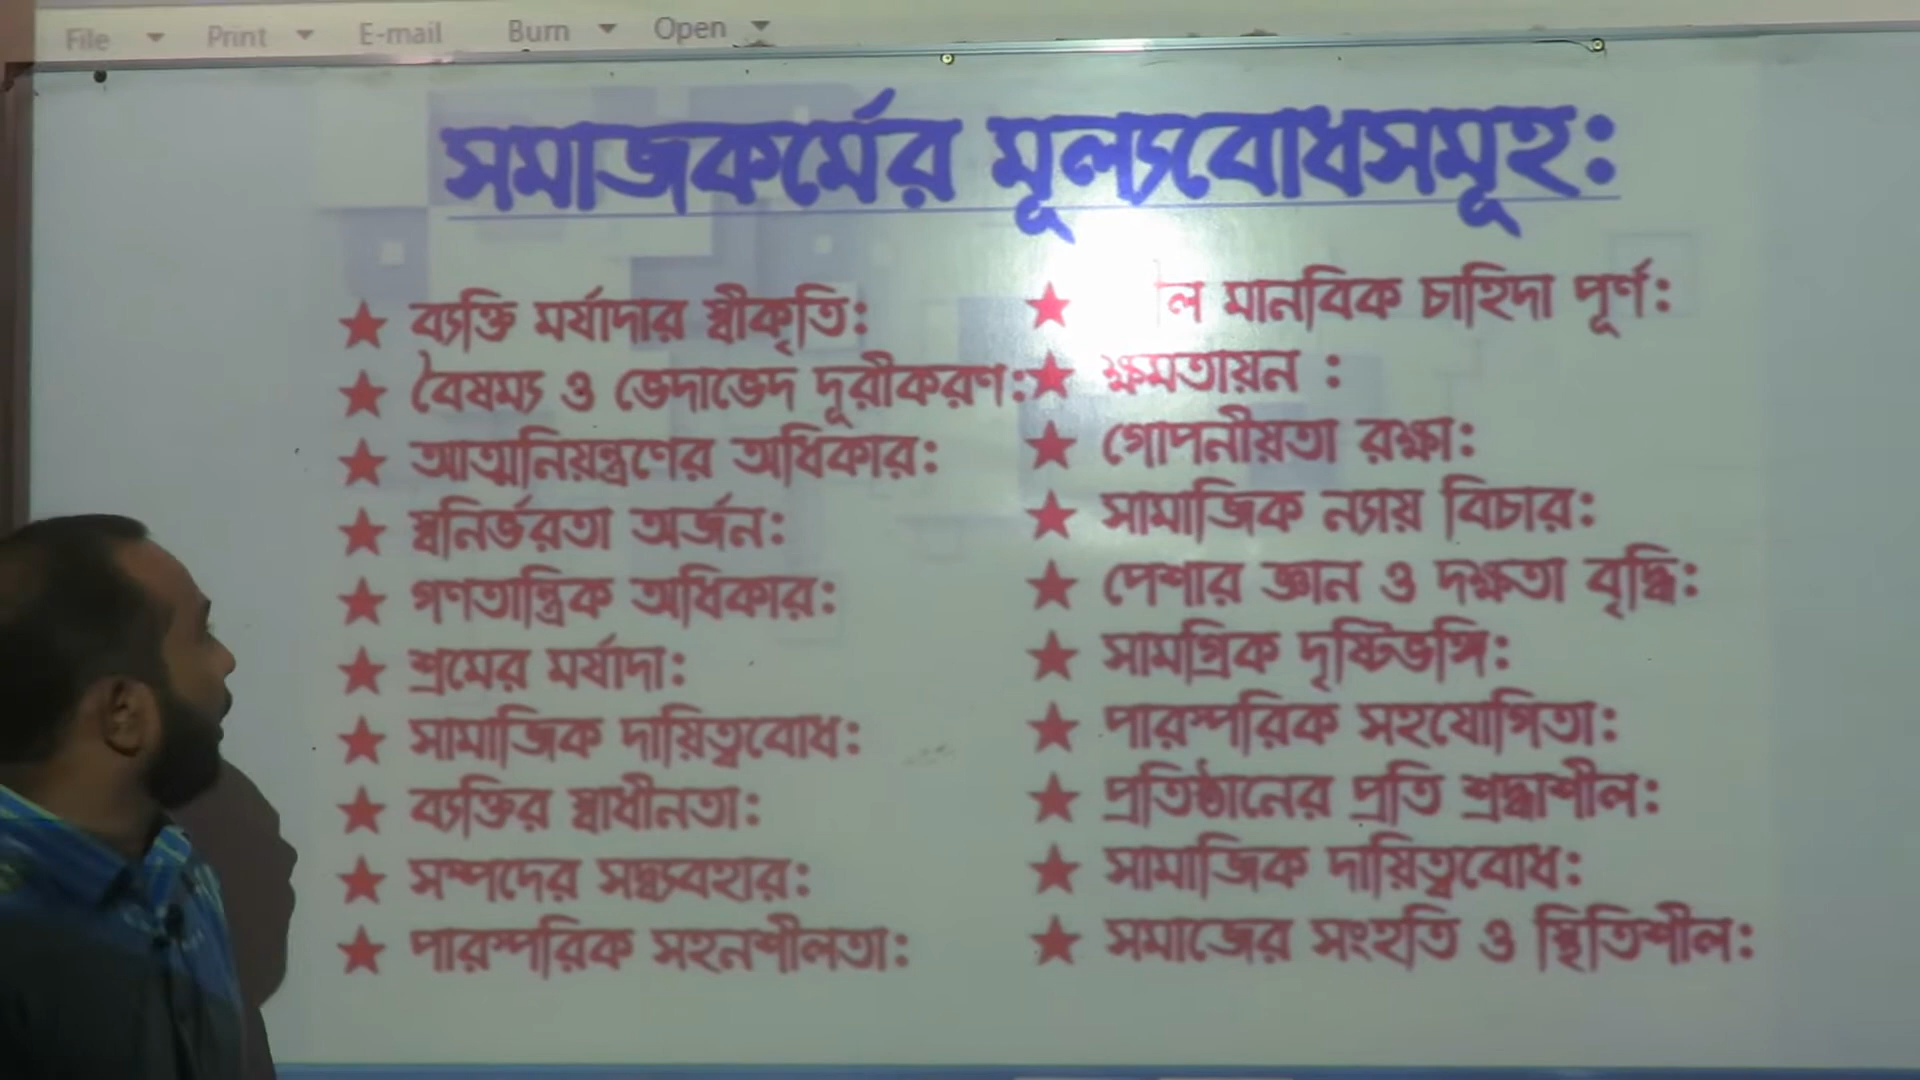 File Print E-mail Burn Open
সমাজকর্মের মূল্যবোধসমূহ:
★ ব্যক্তি মর্যাদার স্বীকৃতি:
★ বৈষম্য ও ভেদাভেদ দূরীকরণ:
★ আত্মনিয়ন্ত্রণের অধিকার:
★ স্বনির্ভরতা অর্জন:
★ গণতান্ত্রিক অধিকার:
★ শ্রমের মর্যাদা:
★ সামাজিক দায়িত্ববোধ:
★ ব্যক্তির স্বাধীনতা:
★ সম্পদের সদ্ব্যবহার:
★ পারস্পরিক সহনশীলতা:
★ মানবিক চাহিদা পূর্ণ:
★ ক্ষমতায়ন :
★ গোপনীয়তা রক্ষা:
★ সামাজিক ন্যায় বিচার:
★ পেশার জ্ঞান ও দক্ষতা বৃদ্ধি:
★ সামগ্রিক দৃষ্টিভঙ্গি:
★ পারস্পরিক সহযোগিতা:
★ প্রতিষ্ঠানের প্রতি শ্রদ্ধাশীল:
★ সামাজিক দায়িত্ববোধ:
★ সমাজের সংহতি ও স্থিতিশীল: